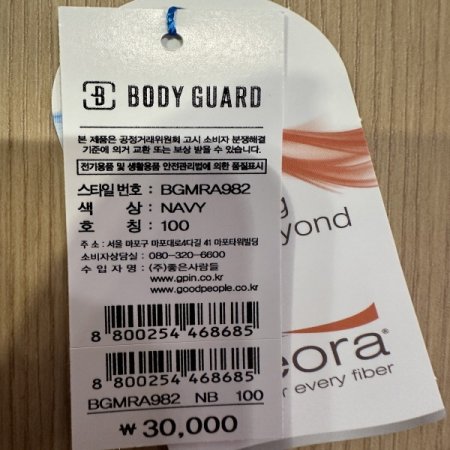 BODY GUARD
본 제품은 공정거래위원회 고시 소비자 분쟁해결
기준에 의거 교환 또는 보상 받을 수 있습니다.
전기용품 및 생활용품 안전관리법에 의한 품질표시
스타일 번호 : BGMRA982
색 상 : NAVY
호 칭 : 100
주 소 : 서울 마포구 마포대로4다길 41 마포타워빌딩
소비자상담실 : 080-320-6600
수 입 자 명 : (주)좋은사람들
www.gpin.co.kr
www.goodpeople.co.kr
8 800254 468685
8 800254 468685
BGMRA982 NB 100
₩ 30,000
eora®
every fiber